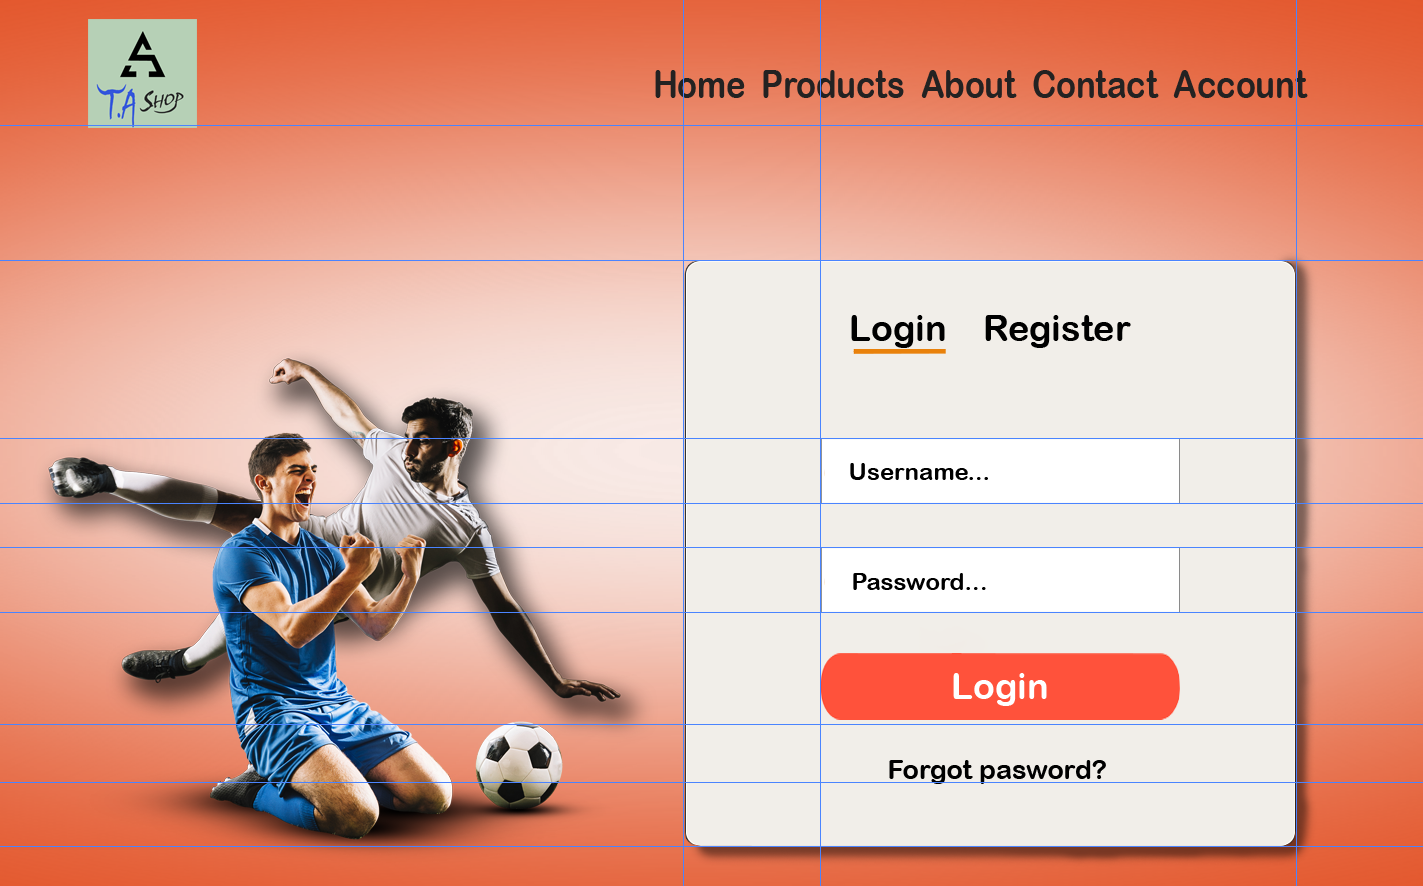 T.A SHOP
Home Products About Contact Account
Login Register
Username...
Password...
Login
Forgot pasword?